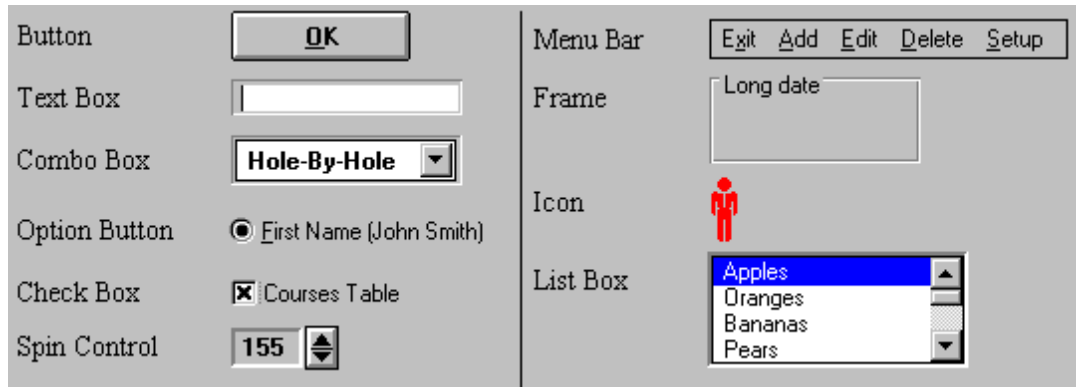 Button OK
Text Box
Combo Box Hole-By-Hole
Option Button First Name (John Smith)
Check Box Courses Table
Spin Control 155
Menu Bar Exit Add Edit Delete Setup
Frame Long date
Icon
List Box Apples
Oranges
Bananas
Pears